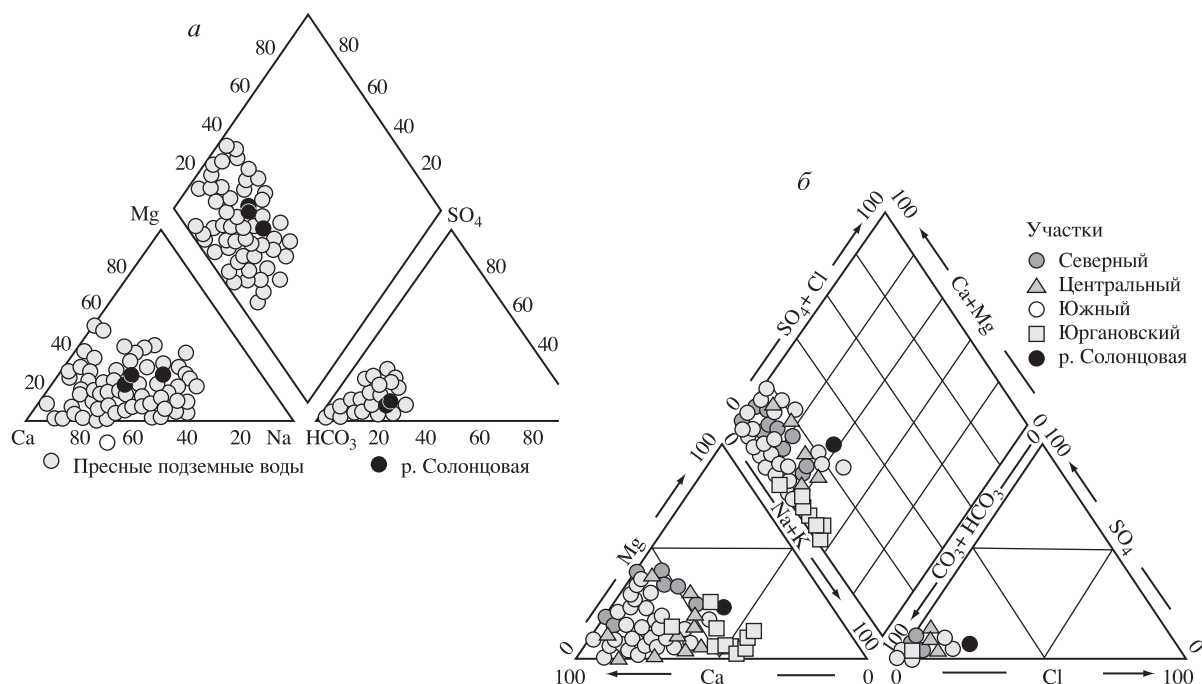 а
80
80
60
60
40
40
20
20
Mg
SO4
80
80
60
60
40
40
20
20
Ca
80
60
40
20
Na
HCO3
20
40
60
80
Пресные подземные воды
р. Солонцовая
б
100
100
SO4+ Cl
Ca+Mg
Участки
Северный
Центральный
Южный
Юргановский
р. Солонцовая
0
0
100
0
0
100
Mg
Na+K
CO3+ HCO3
SO4
0
100
100
0
100
Ca
0
0
Cl
100